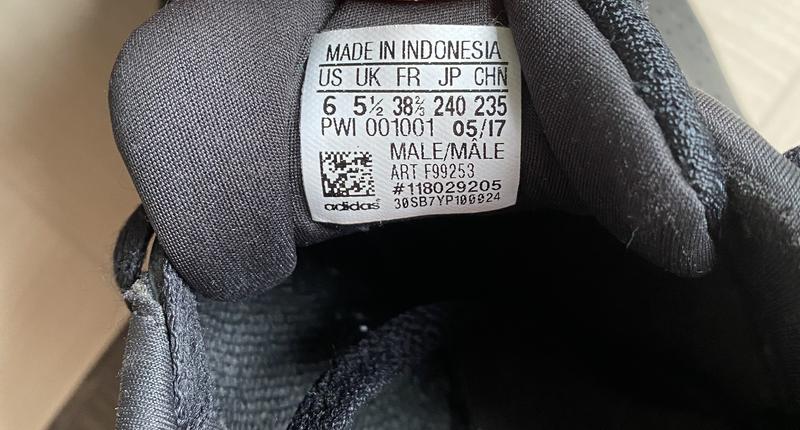 MADE IN INDONESIA
US UK FR JP CHN
6 5½ 38⅔ 240 235
PWI 001001 05/17
MALE/MÂLE
ART F99253
#118029205
adidas 30SB7YP100924